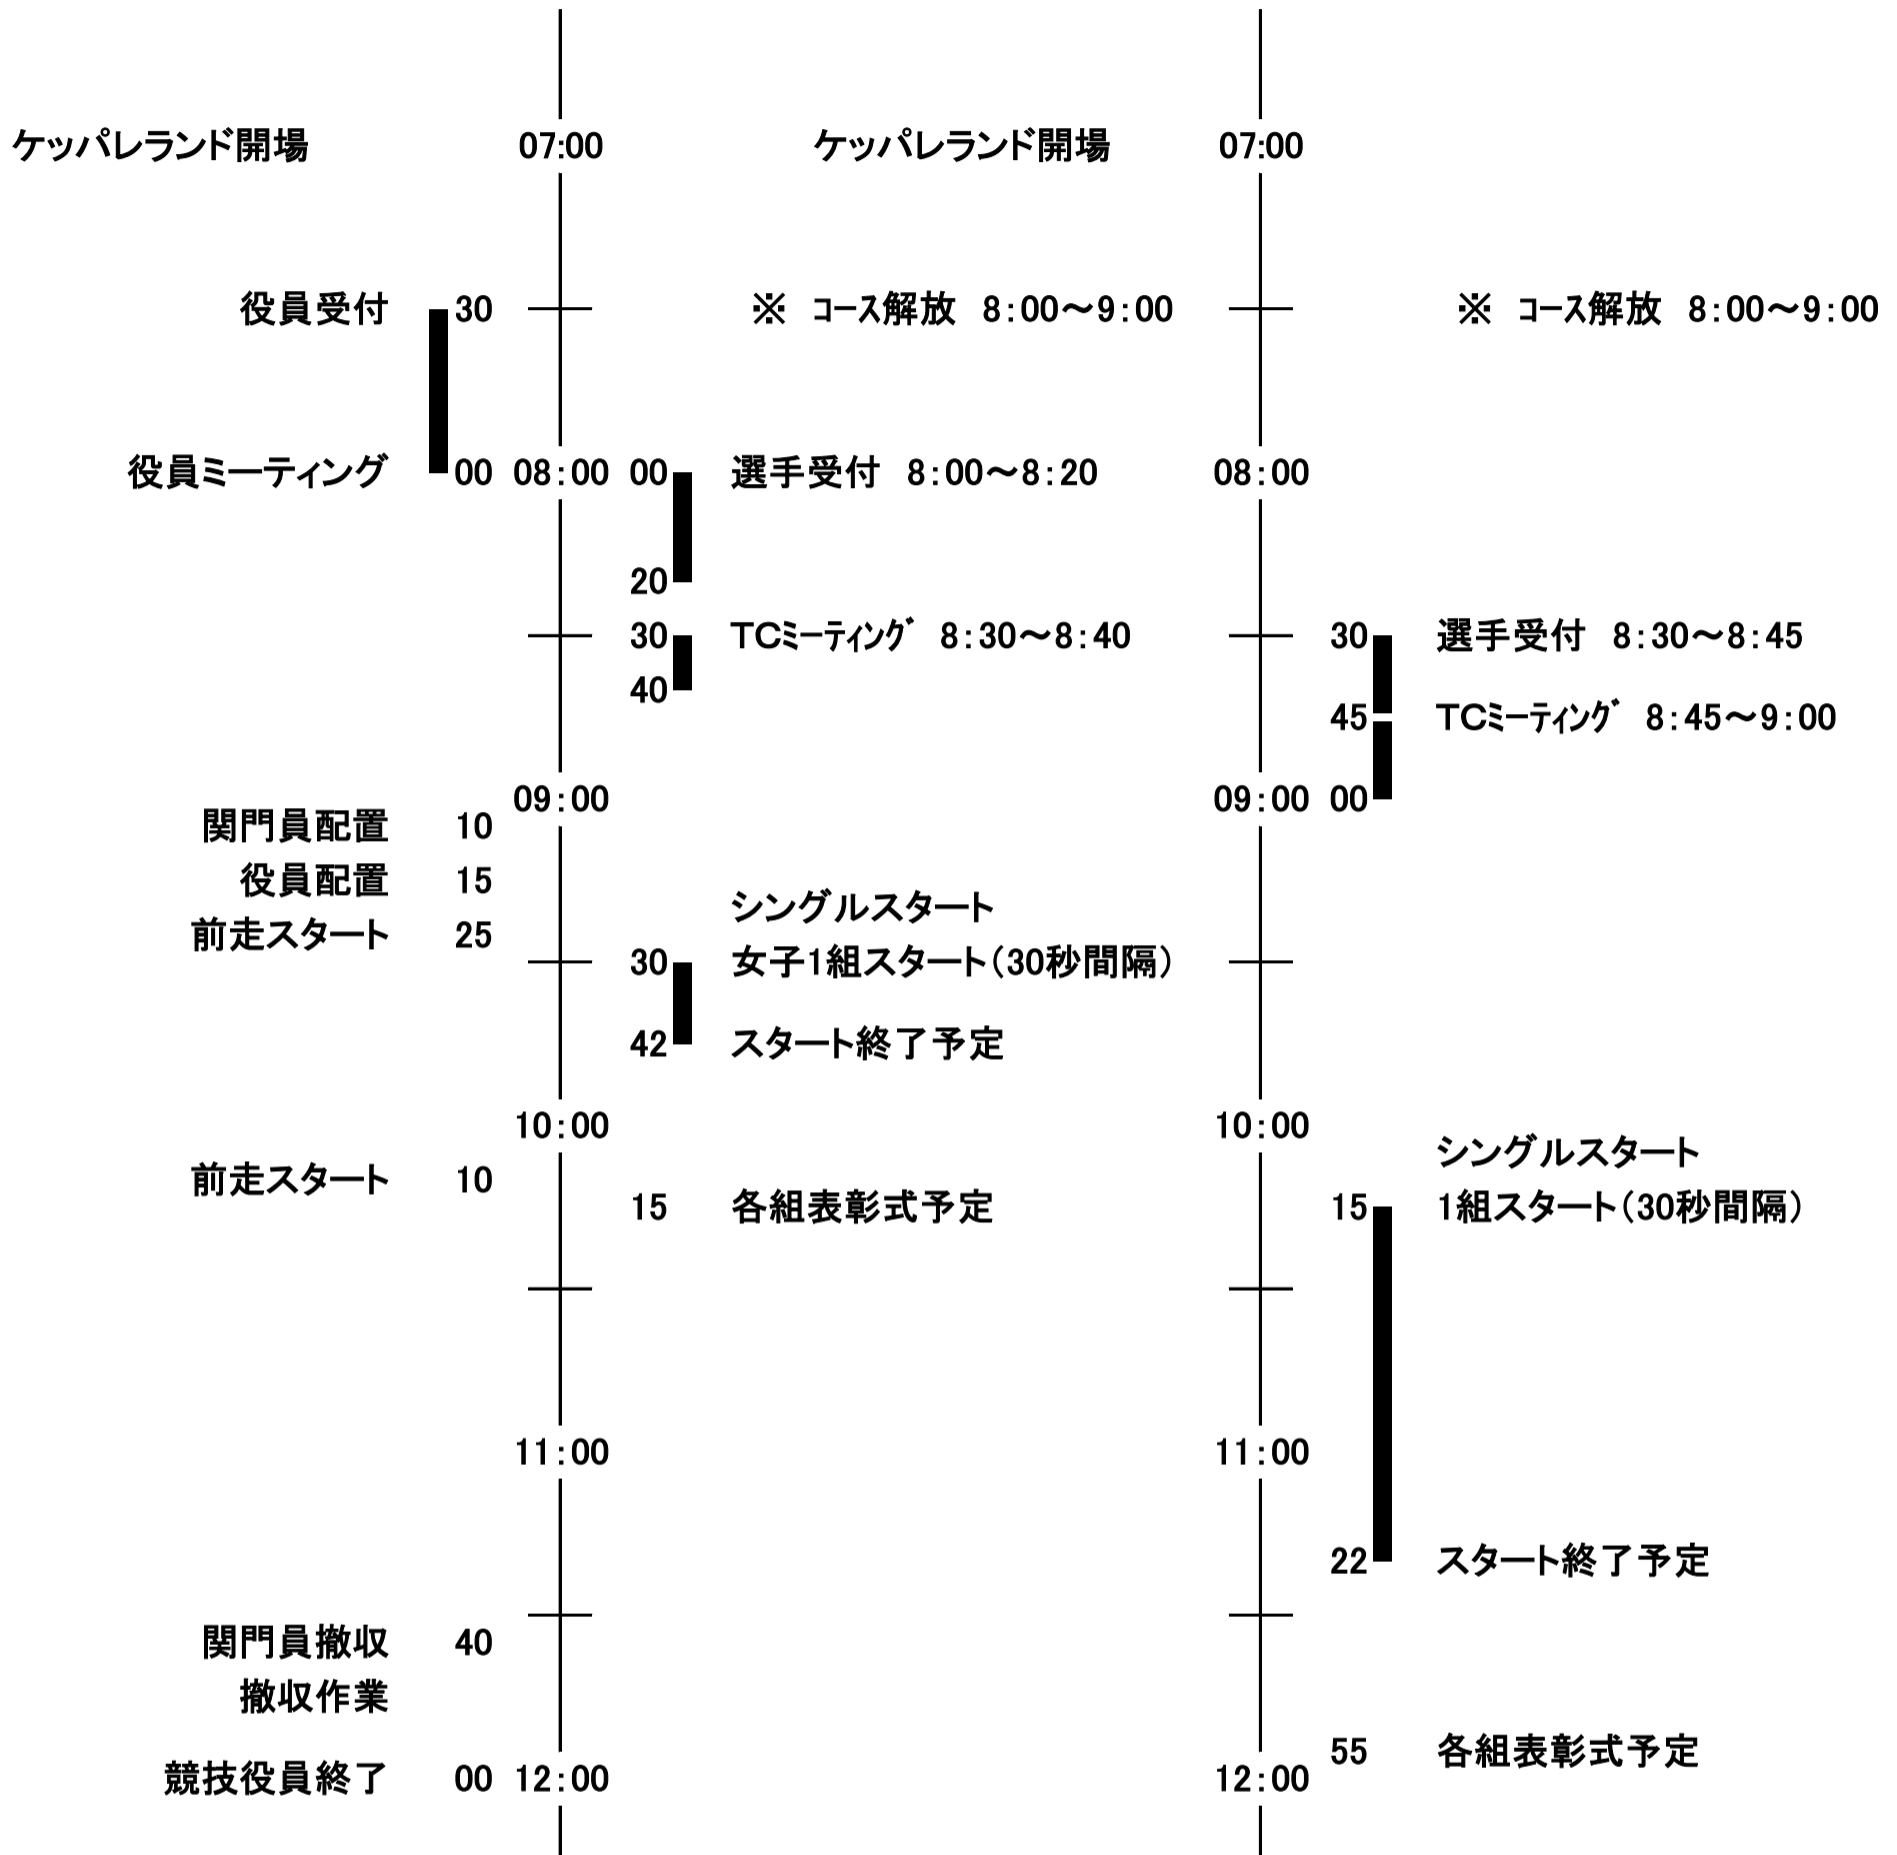 ケッパレランド開場 07:00 ケッパレランド開場 07:00
役員受付 30 ※ コース解放 8:00～9:00 ※ コース解放 8:00～9:00
役員ミーティング 00 08:00 00 選手受付 8:00～8:20 08:00
20
30 TCミーティング 8:30～8:40 30 選手受付 8:30～8:45
40
45 TCミーティング 8:45～9:00
09:00 09:00 00
関門員配置 10
役員配置 15
シングルスタート
前走スタート 25
30 女子1組スタート（30秒間隔）
42 スタート終了予定
10:00 10:00
シングルスタート
前走スタート 10
15 各組表彰式予定 15 1組スタート（30秒間隔）
11:00 11:00
22 スタート終了予定
関門員撤収 40
撤収作業
55 各組表彰式予定
競技役員終了 00 12:00 12:00